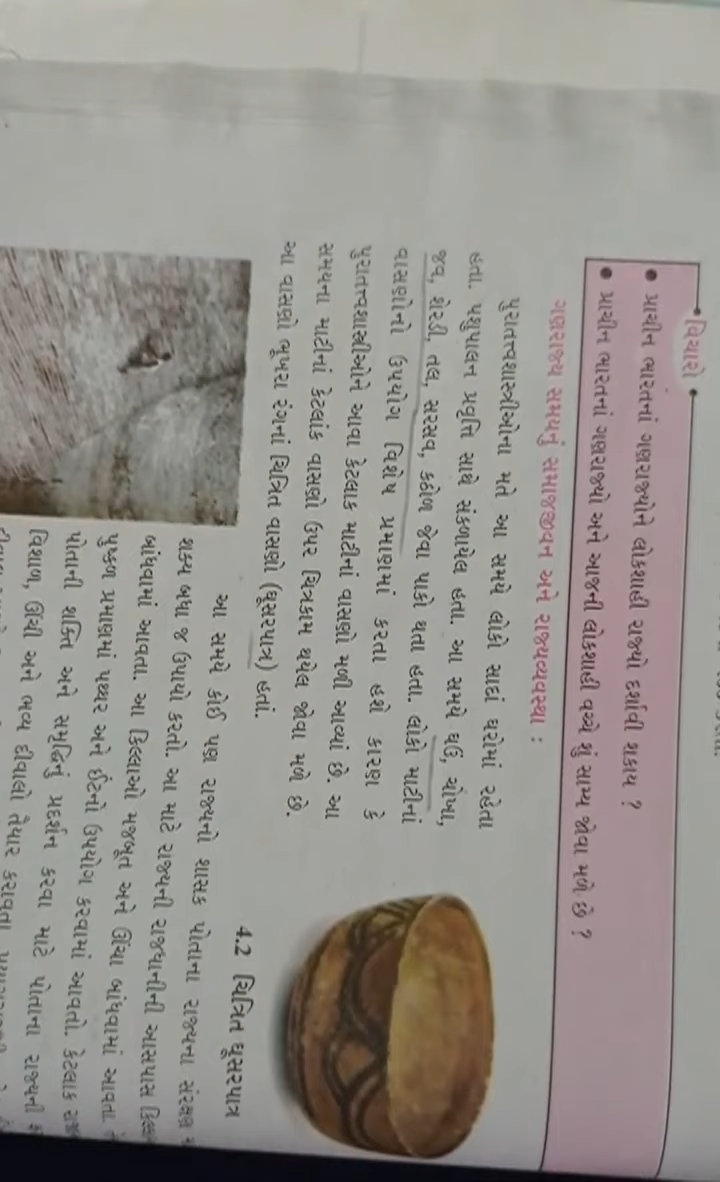 વિચારો
• પ્રાચીન ભારતનાં ગણરાજ્યોને લોકશાહી રાજ્યો દર્શાવી શકાય ?
• પ્રાચીન ભારતનાં ગણરાજ્યો અને આજની લોકશાહી વચ્ચે શું સામ્ય જોવા મળે છે ?
ગણરાજ્ય સમયનું સમાજજીવન અને રાજ્યવ્યવસ્થા :
પુરાતત્ત્વશાસ્ત્રીઓના મતે આ સમયે લોકો સાદાં ઘરોમાં રહેતા
હતા. પશુપાલન પ્રવૃત્તિ સાથે સંકળાયેલ હતા. આ સમયે ઘઉં, ચોખા,
જવ, શેરડી, તલ, સરસવ, કઠોળ જેવા પાકો થતા હતા. લોકો માટીનાં
વાસણોનો ઉપયોગ વિશેષ પ્રમાણમાં કરતા હશે કારણ કે
પુરાતત્ત્વશાસ્ત્રીઓને આવા કેટલાક માટીનાં વાસણો મળી આવ્યાં છે. આ
સમયના માટીનાં કેટલાંક વાસણો ઉપર ચિત્રકામ થયેલ જોવા મળે છે.
આ વાસણો ભૂખરા રંગનાં ચિત્રિત વાસણો (ધૂસરપાત્ર) હતાં.
4.2 ચિત્રિત ધૂસરપાત્ર
આ સમયે કોઈ પણ રાજ્યનો શાસક પોતાના રાજ્યના સંરક્ષણ
શક્ય બધા જ ઉપાયો કરતો. આ માટે રાજ્યની રાજધાનીની આસપાસ
બાંધવામાં આવતા. આ કિલ્લાઓ મજબૂત અને ઊંચા બાંધવામાં આવતા
પુષ્કળ પ્રમાણમાં પથ્થર અને ઈંટનો ઉપયોગ કરવામાં આવતો. કેટલાક
પોતાની શક્તિ અને સમૃદ્ધિનું પ્રદર્શન કરવા માટે પોતાના રાજ્યની
વિશાળ, ઊંચી અને ભવ્ય દીવાલો તૈયાર કરાવતા